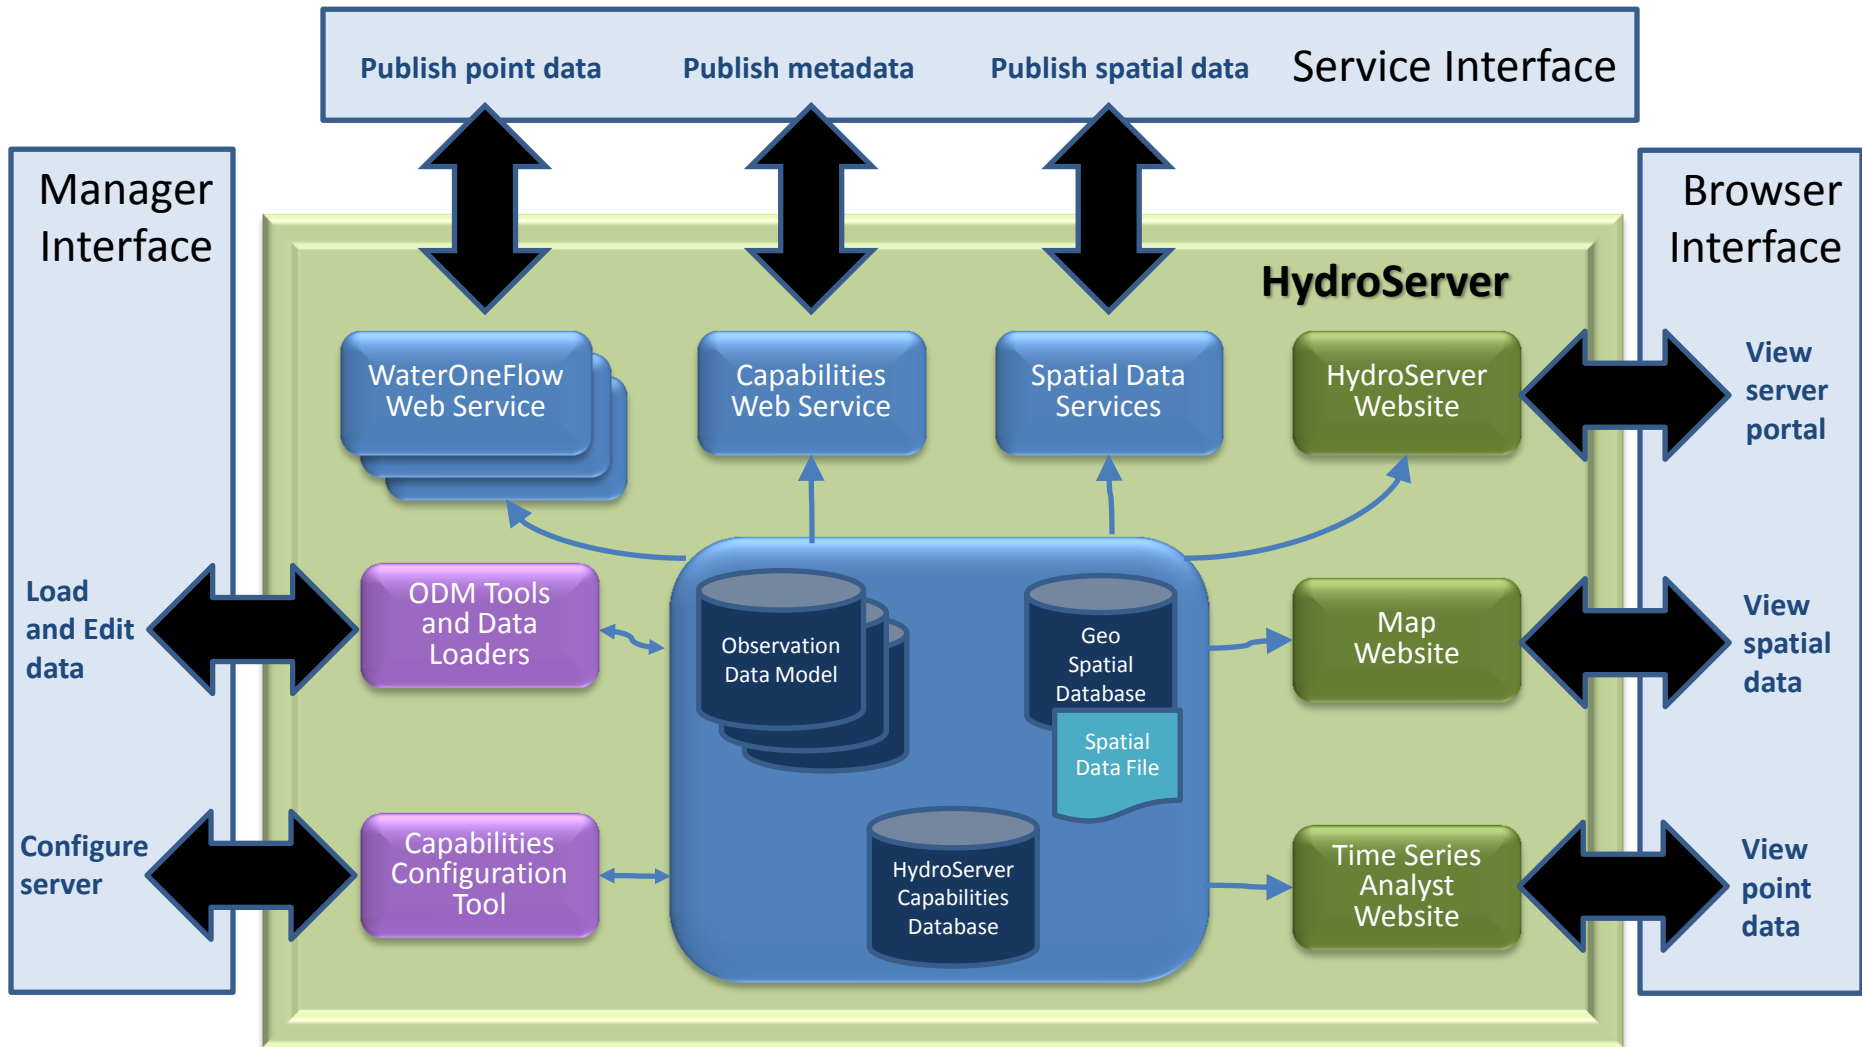 Publish point data
Publish metadata
Publish spatial data
Service Interface
Manager
Interface
Browser
Interface
HydroServer
WaterOneFlow
Web Service
Capabilities
Web Service
Spatial Data
Services
HydroServer
Website
View
server
portal
Load
and Edit
data
ODM Tools
and Data
Loaders
Observation
Data Model
Geo
Spatial
Database
Spatial
Data File
Map
Website
View
spatial
data
Configure
server
Capabilities
Configuration
Tool
HydroServer
Capabilities
Database
Time Series
Analyst
Website
View
point
data